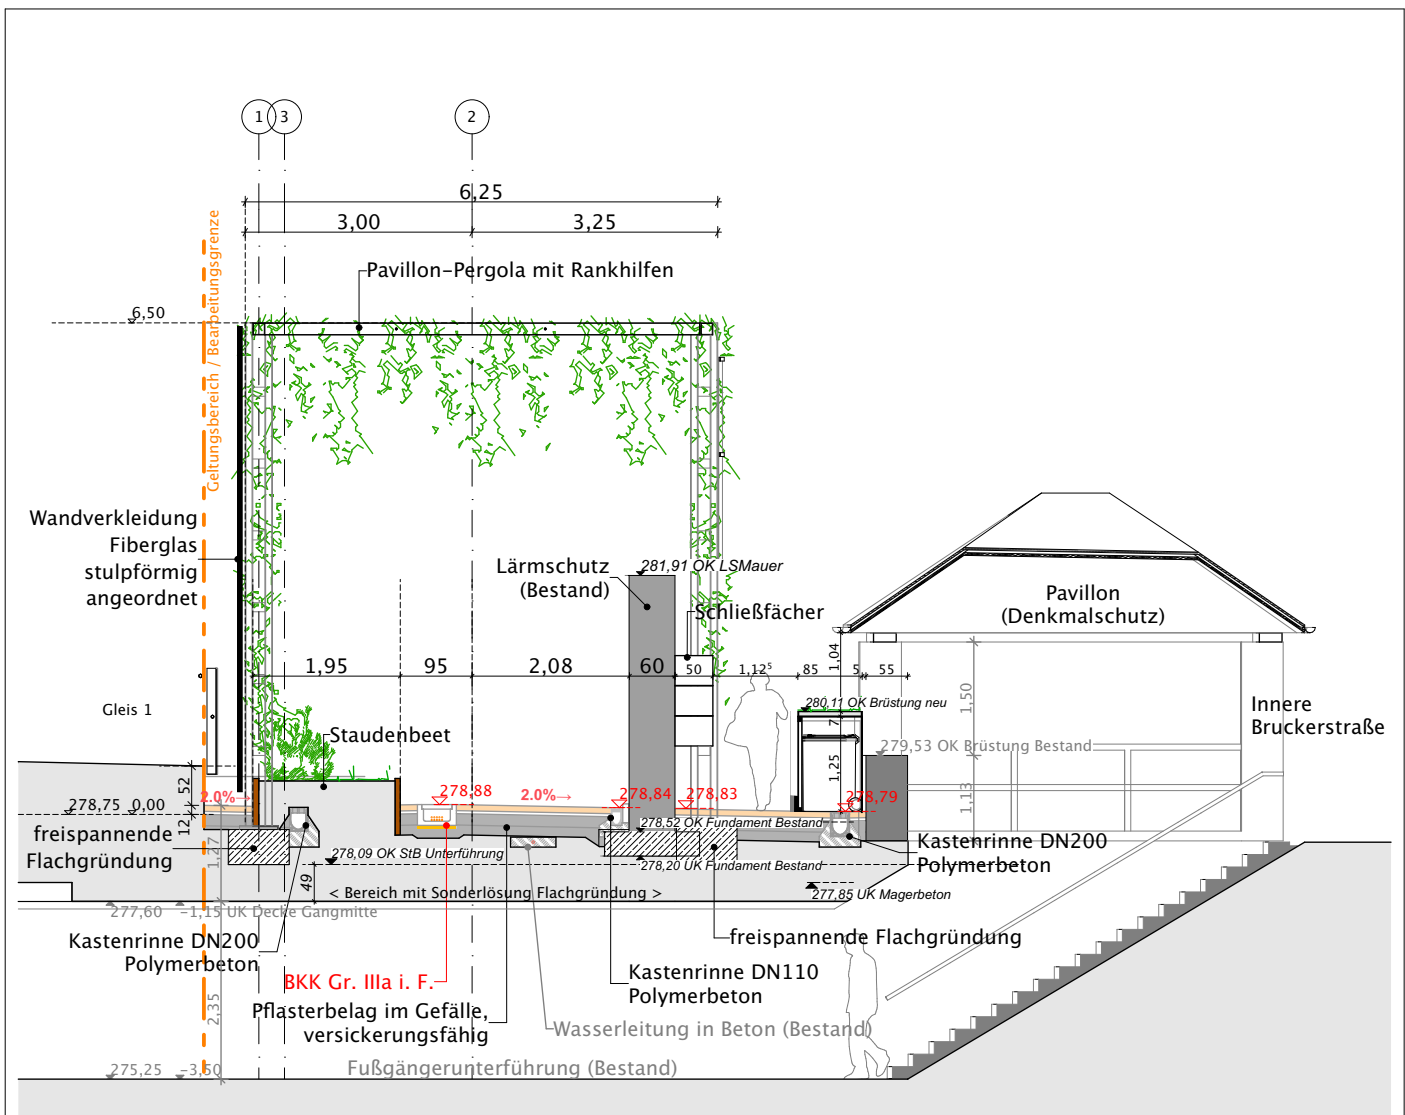 1
3
2
6,25
3,00
3,25
Geltungsbereich / Bearbeitungsgrenze
Pavillon-Pergola mit Rankhilfen
6,50
Wandverkleidung
Fiberglas
stulpförmig
angeordnet
Lärmschutz
(Bestand)
281,91 OK LSMauer
Schließfächer
Pavillon
(Denkmalschutz)
1,95
95
2,08
60
50
1,12⁵
85
5
55
1,04
1,50
Gleis 1
280,11 OK Brüstung neu
7
Innere
Bruckerstraße
Staudenbeet
279,53 OK Brüstung Bestand
1,25
1,13
52
2.0%→
278,88
2.0%→
278,84
278,83
278,79
278,75
0,00
12
278,52 OK Fundament Bestand
freispannende
Flachgründung
1,27
278,09 OK StB Unterführung
278,20 UK Fundament Bestand
Kastenrinne DN200
Polymerbeton
49
< Bereich mit Sonderlösung Flachgründung >
277,85 UK Magerbeton
277,60
-1,15 UK Decke Gangmitte
Kastenrinne DN200
Polymerbeton
freispannende Flachgründung
BKK Gr. IIIa i. F.
Kastenrinne DN110
Polymerbeton
2,35
Pflasterbelag im Gefälle,
versickerungsfähig
Wasserleitung in Beton (Bestand)
275,25
-3,50
Fußgängerunterführung (Bestand)